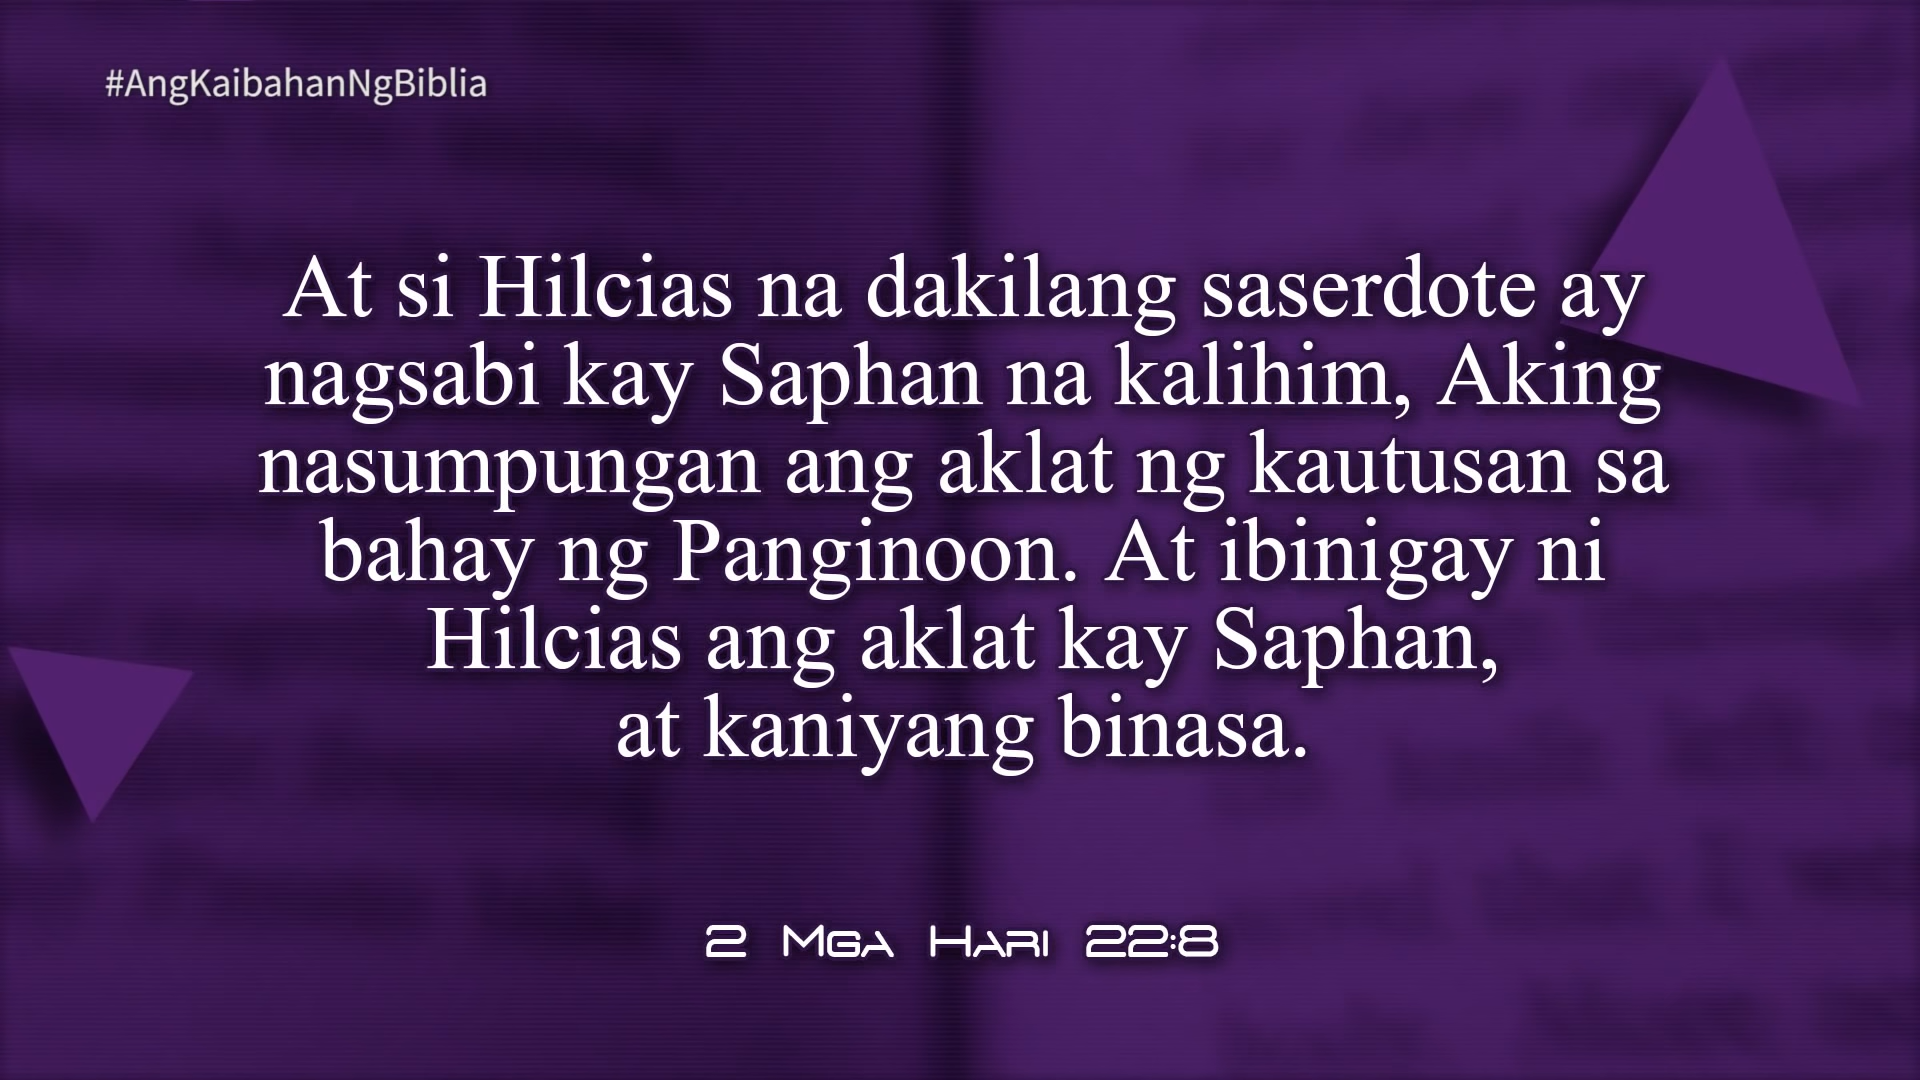 #AngKaibahanNgBiblia
At si Hilcias na dakilang saserdote ay
nagsabi kay Saphan na kalihim, Aking
nasumpungan ang aklat ng kautusan sa
bahay ng Panginoon. At ibinigay ni
Hilcias ang aklat kay Saphan,
at kaniyang binasa.
2 Mga Hari 22:8